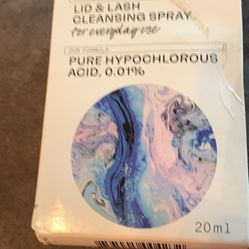 LID & LASH
CLEANSING SPRAY
for everyday use
OUR FORMULA
PURE HYPOCHLOROUS
ACID, 0.01%
20ml